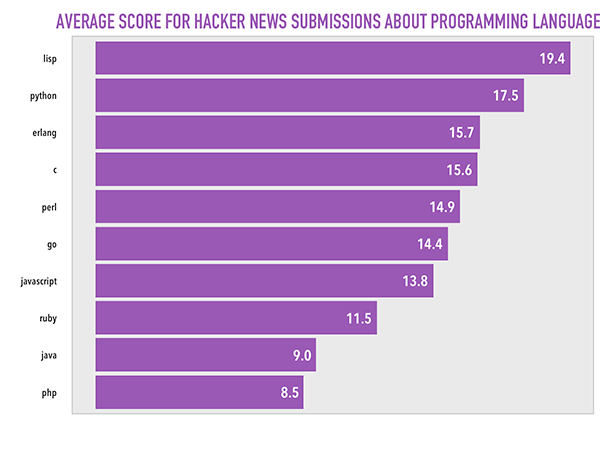 AVERAGE SCORE FOR HACKER NEWS SUBMISSIONS ABOUT PROGRAMMING LANGUAGE
lisp 19.4
python 17.5
erlang 15.7
c 15.6
perl 14.9
go 14.4
javascript 13.8
ruby 11.5
java 9.0
php 8.5